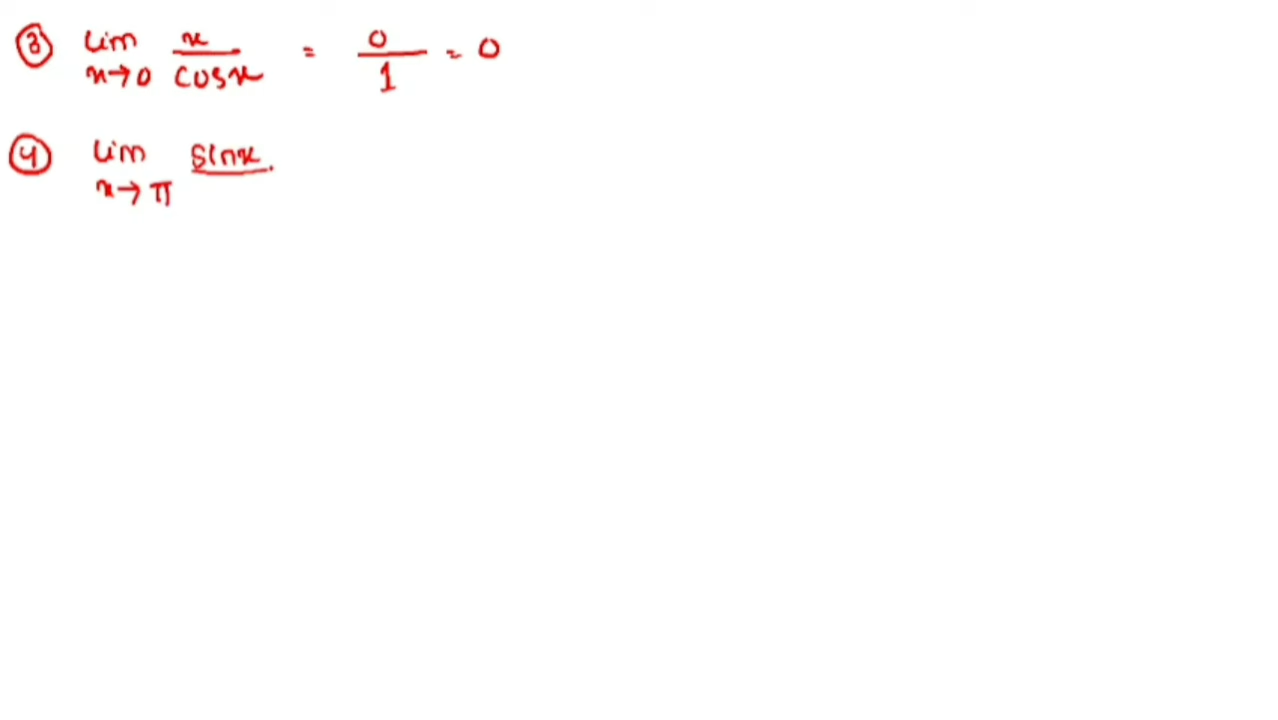 ③ lim x→0 x/cosx = 0/1 = 0
④ lim x→π sinx